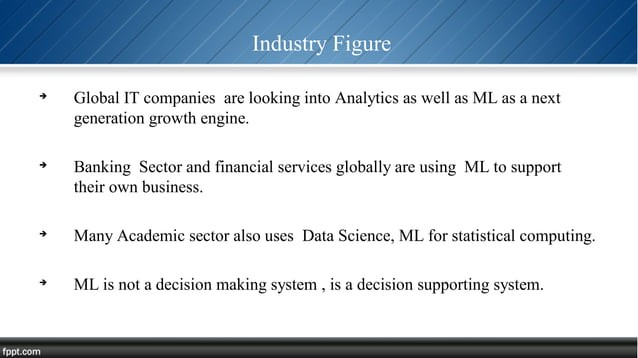 Industry Figure
➔ Global IT companies  are looking into Analytics as well as ML as a next
generation growth engine.
➔ Banking  Sector and financial services globally are using  ML to support
their own business.
➔ Many Academic sector also uses  Data Science, ML for statistical computing.
➔ ML is not a decision making system , is a decision supporting system.
fppt.com